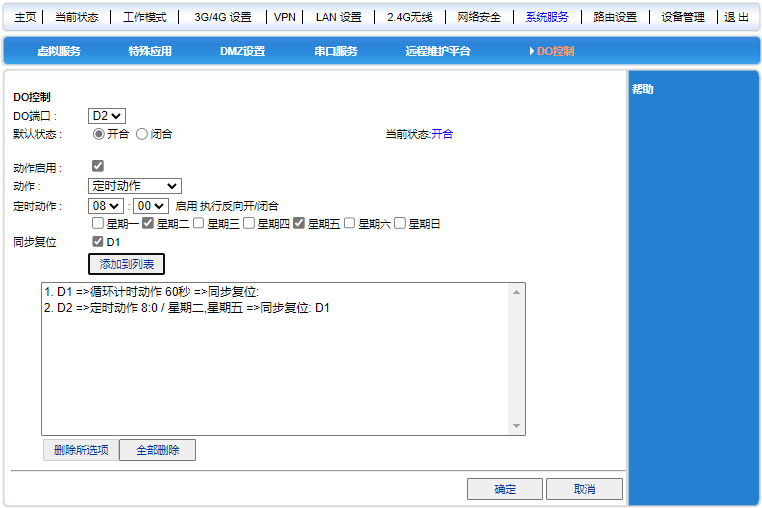 主页 当前状态 工作模式 3G/4G 设置 VPN LAN 设置 2.4G无线 网络安全 系统服务 路由设置 设备管理 退 出
虚拟服务 特殊应用 DMZ设置 串口服务 远程维护平台 DO控制
帮助
DO控制
DO端口 : D2
默认状态 : 开合 闭合 当前状态:开合
动作启用 :
动作 : 定时动作
定时动作 : 08 : 00 启用 执行反向开/闭合
星期一 星期二 星期三 星期四 星期五 星期六 星期日
同步复位 D1
添加到列表
1. D1 =>循环计时动作 60秒 =>同步复位:
2. D2 =>定时动作 8:0 / 星期二,星期五 =>同步复位: D1
删除所选项 全部删除
确定 取消